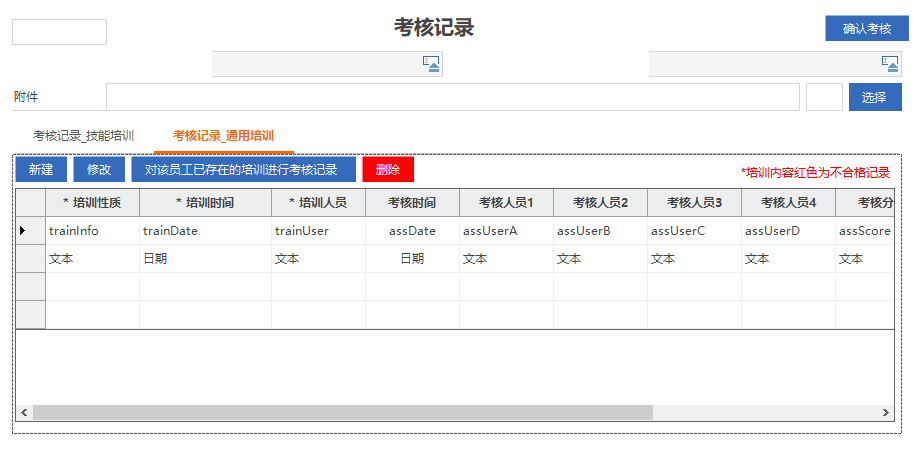 考核记录
确认考核
附件
选择
考核记录_技能培训 考核记录_通用培训
新建 修改 对该员工已存在的培训进行考核记录 删除 *培训内容红色为不合格记录
* 培训性质 * 培训时间 * 培训人员 考核时间 考核人员1 考核人员2 考核人员3 考核人员4 考核分
trainInfo trainDate trainUser assDate assUserA assUserB assUserC assUserD assScore
文本 日期 文本 日期 文本 文本 文本 文本 文本